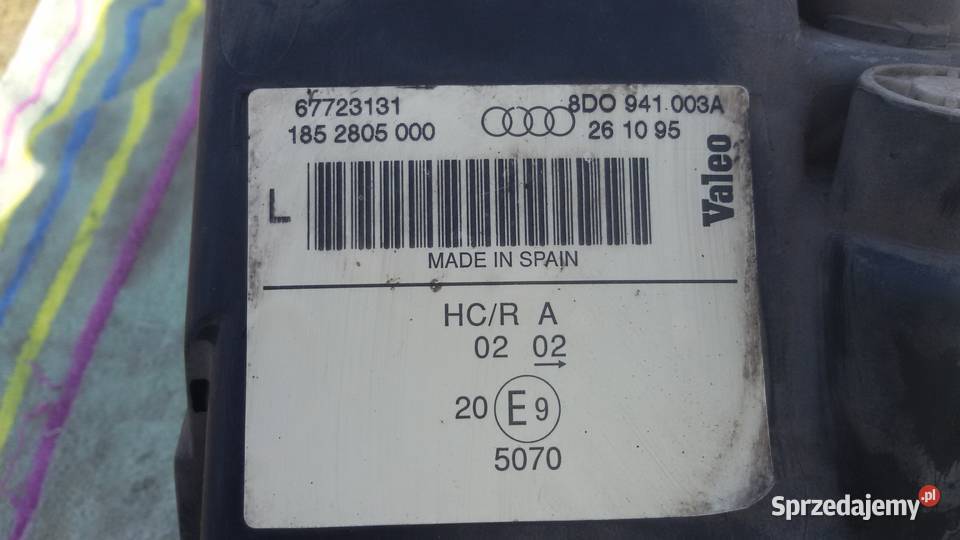 67723131 8DO 941 003A
185 2805 000 26 10 95
Valeo
L
MADE IN SPAIN
HC/R A
02 02
20 E9
5070
Sprzedajemy.pl